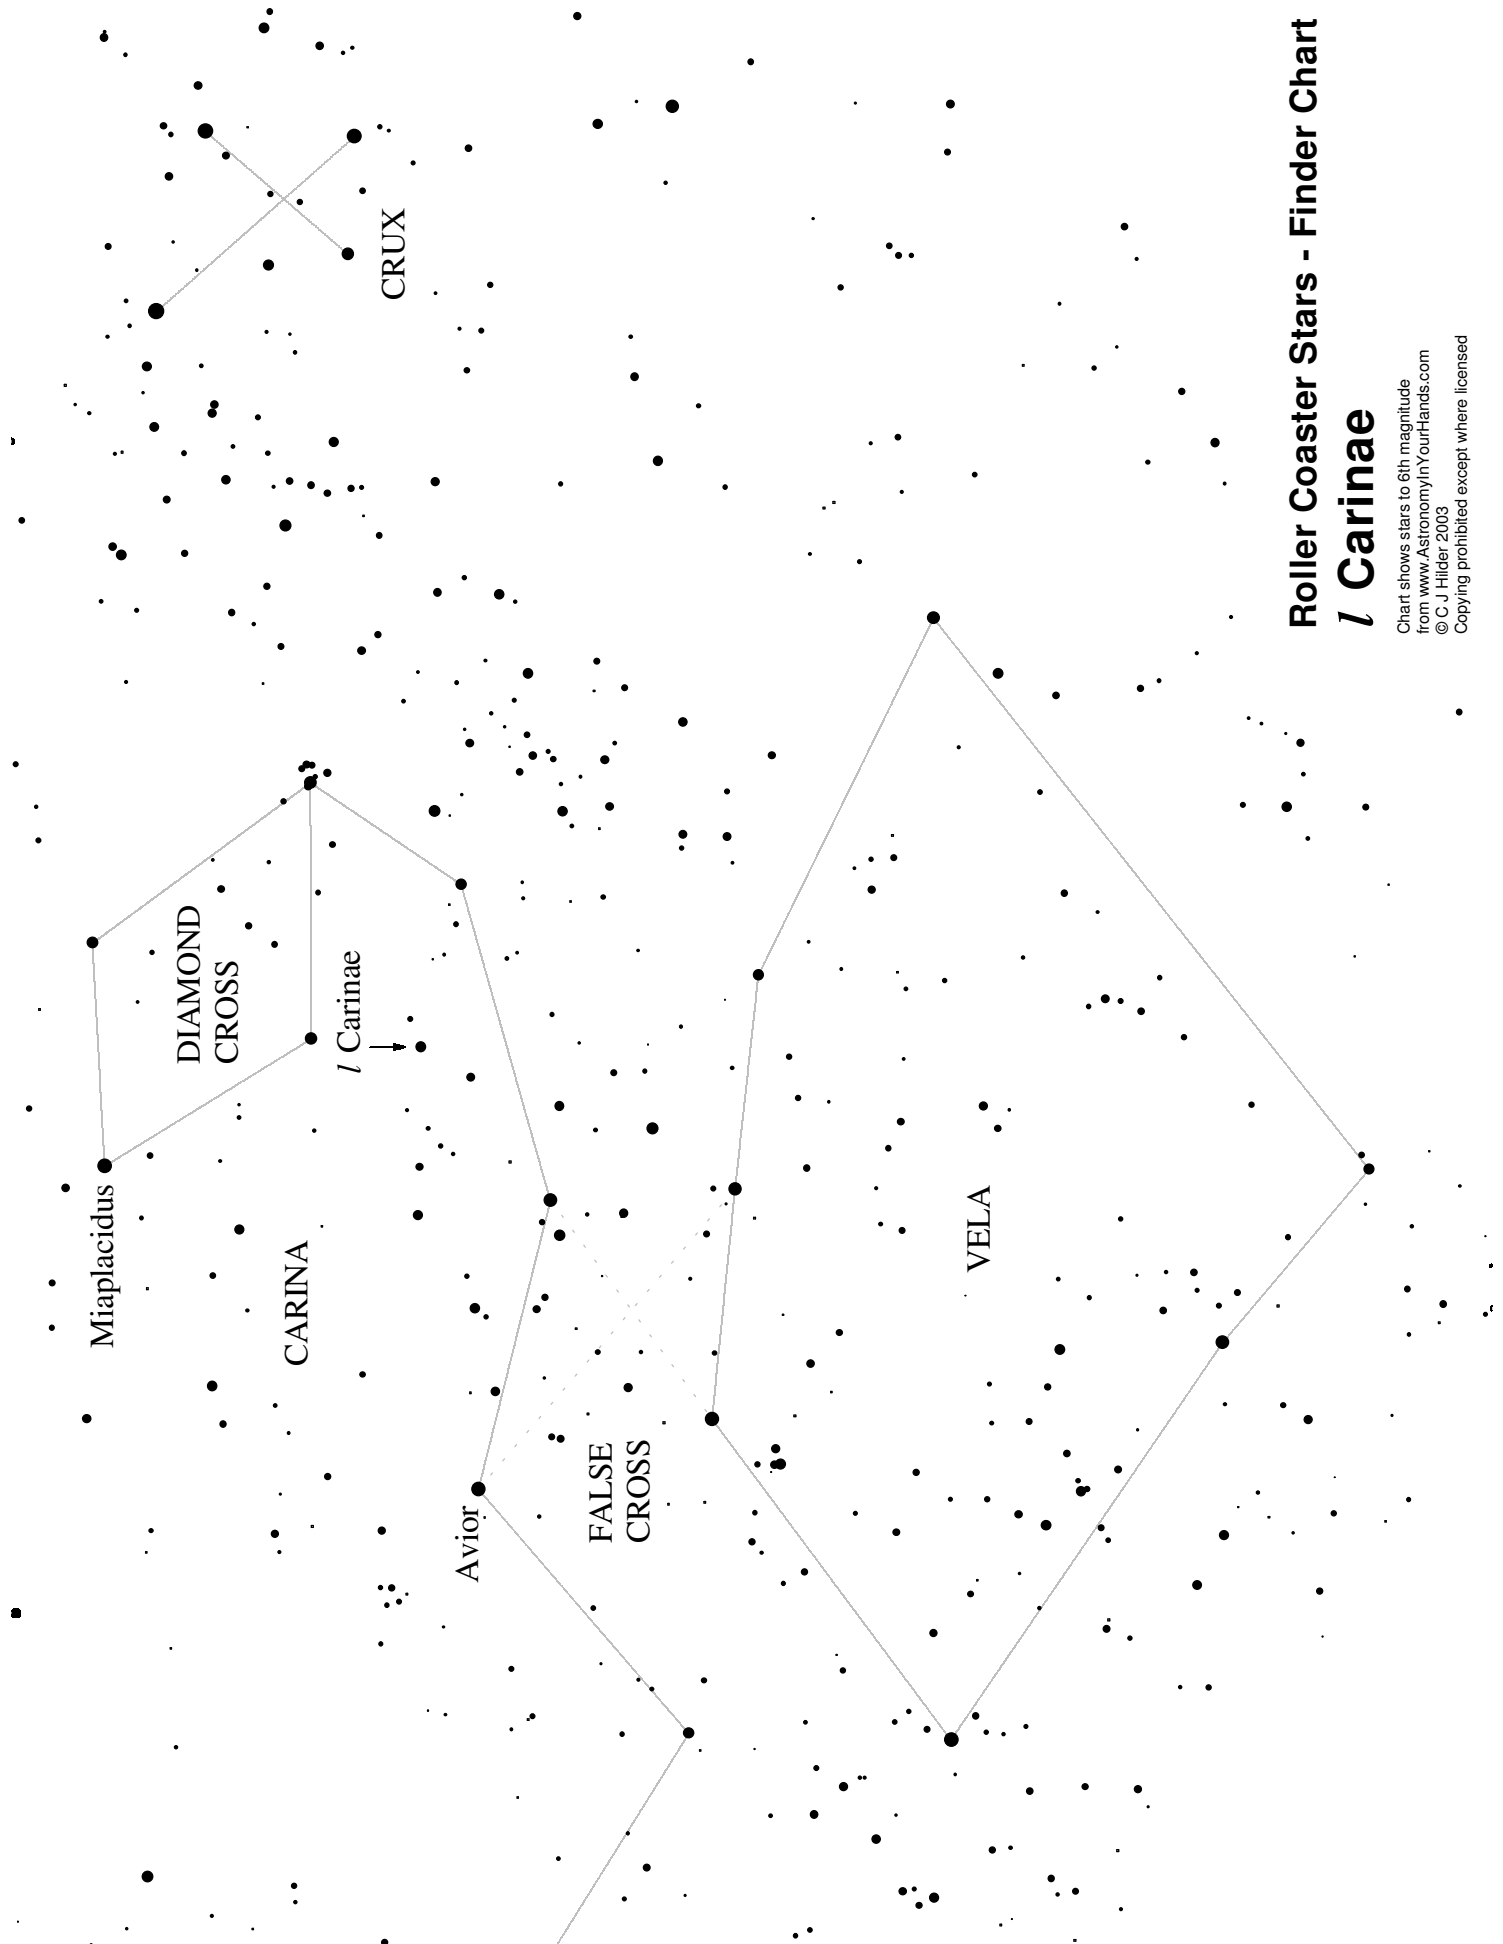 Roller Coaster Stars - Finder Chart
l Carinae
Chart shows stars to 6th magnitude
from www.AstronomyInYourHands.com
© C J Hilder 2003
Copying prohibited except where licensed
CRUX
DIAMOND
CROSS
l Carinae
Miaplacidus
CARINA
Avior
FALSE
CROSS
VELA